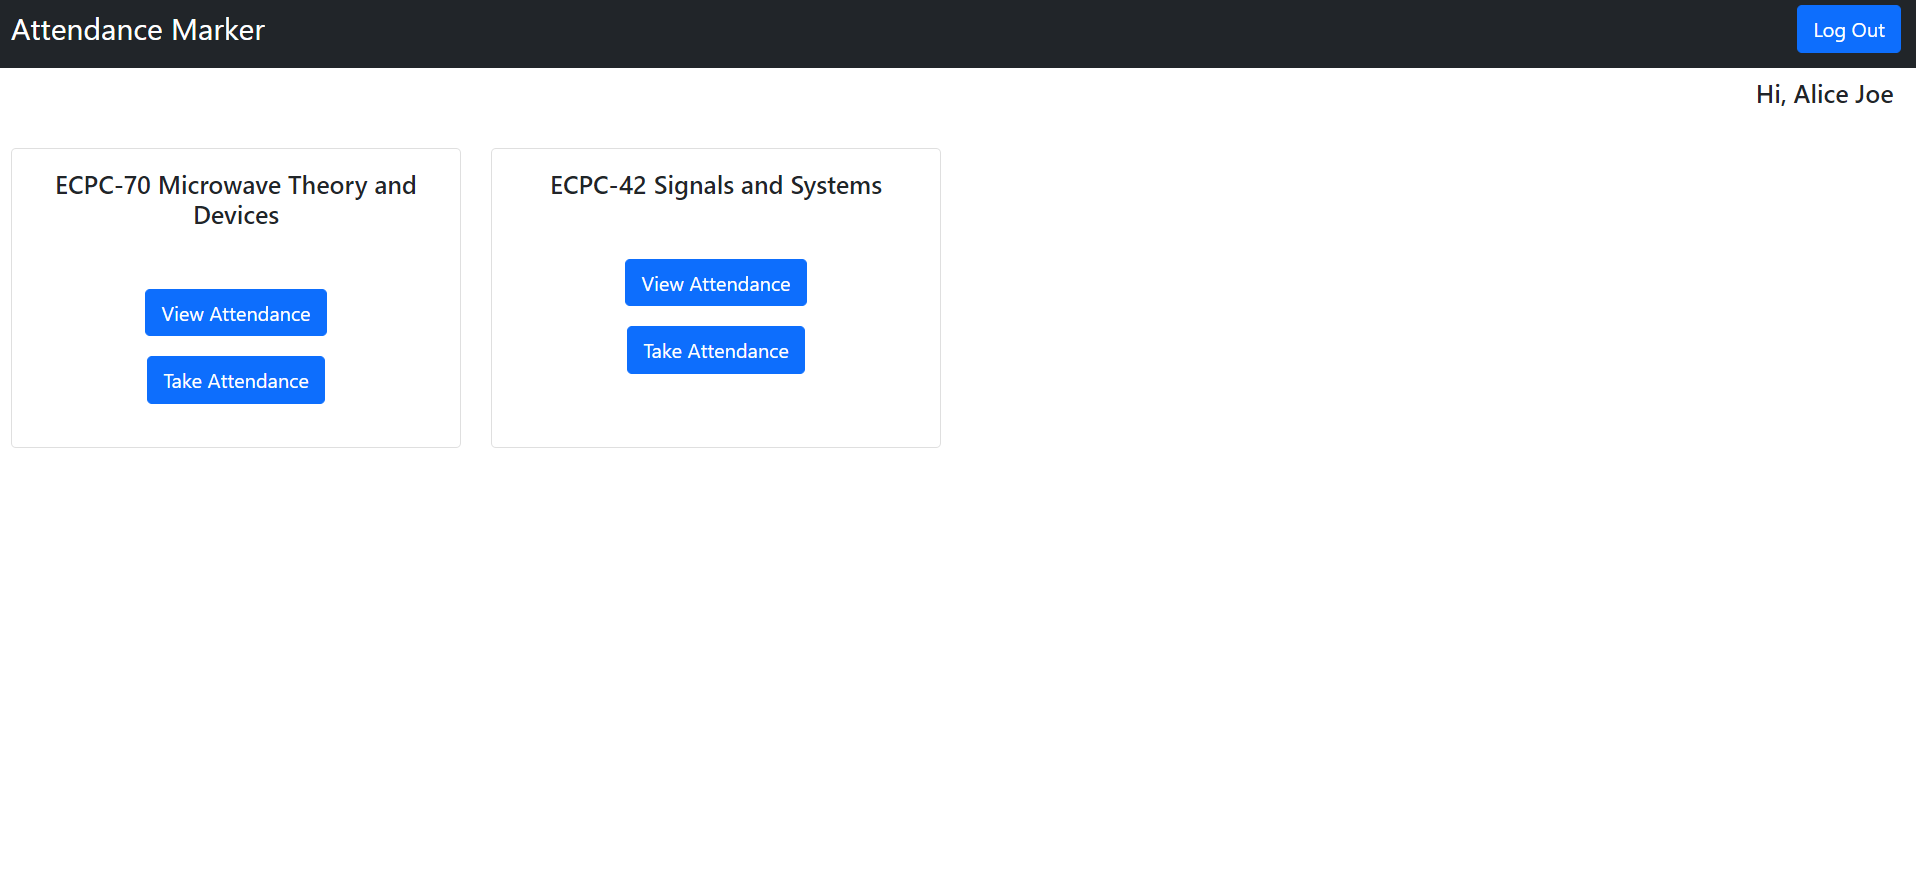 Attendance Marker
Log Out
Hi, Alice Joe
ECPC-70 Microwave Theory and
Devices
View Attendance
Take Attendance
ECPC-42 Signals and Systems
View Attendance
Take Attendance